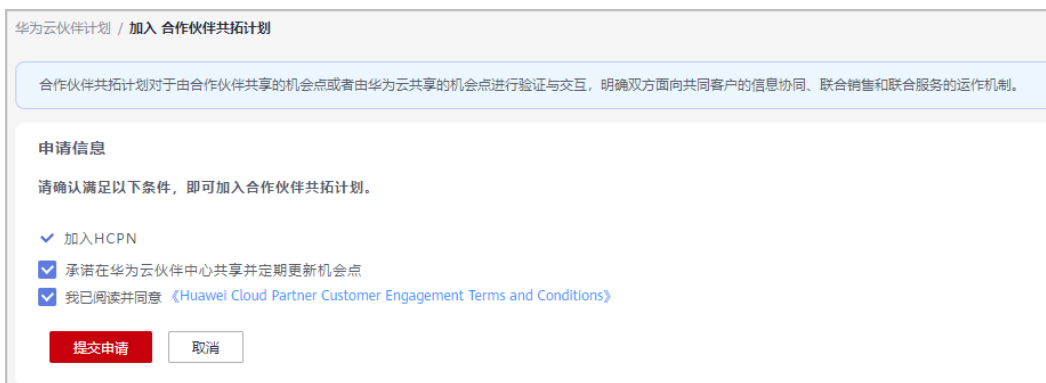 华为云伙伴计划 / 加入 合作伙伴共拓计划
合作伙伴共拓计划对于由合作伙伴共享的机会点或者由华为云共享的机会点进行验证与交互，明确双方面向共同客户的信息协同、联合销售和联合服务的运作机制。
申请信息
请确认满足以下条件，即可加入合作伙伴共拓计划。
加入HCPN
承诺在华为云伙伴中心共享并定期更新机会点
我已阅读并同意 《Huawei Cloud Partner Customer Engagement Terms and Conditions》
提交申请 取消